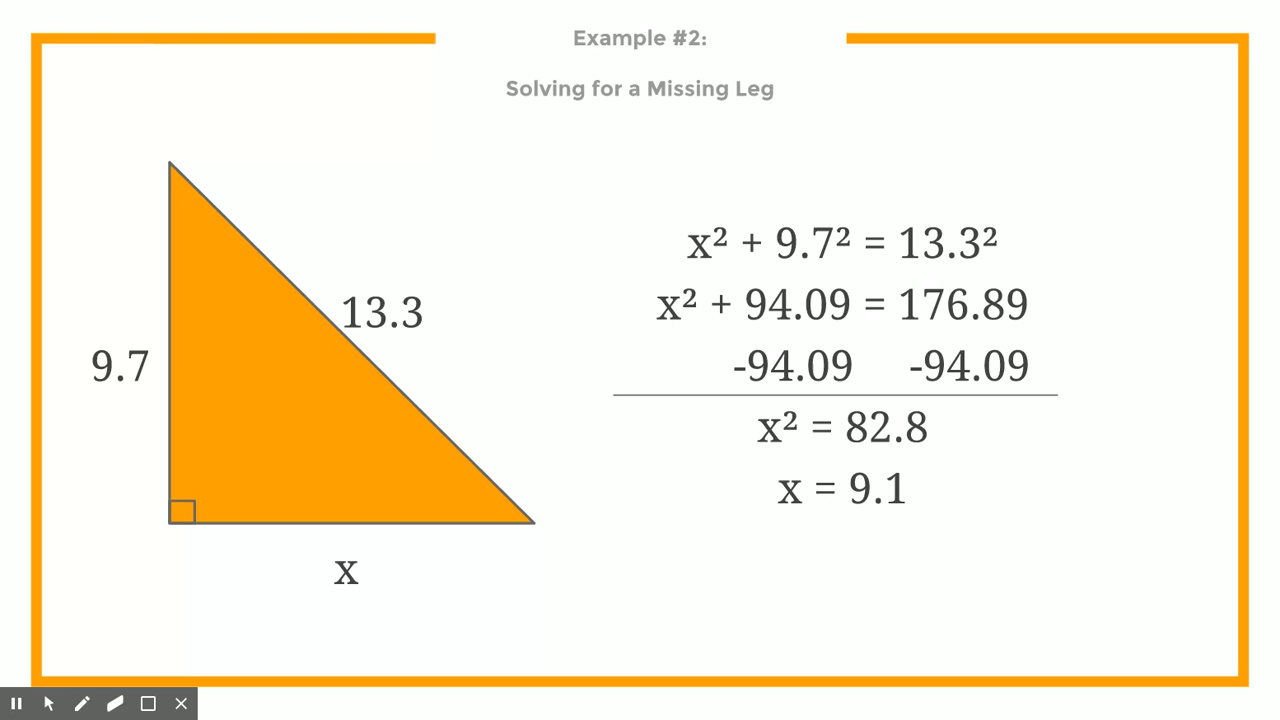 Example #2:
Solving for a Missing Leg
13.3
9.7
x
x² + 9.7² = 13.3²
x² + 94.09 = 176.89
-94.09 -94.09
x² = 82.8
x = 9.1